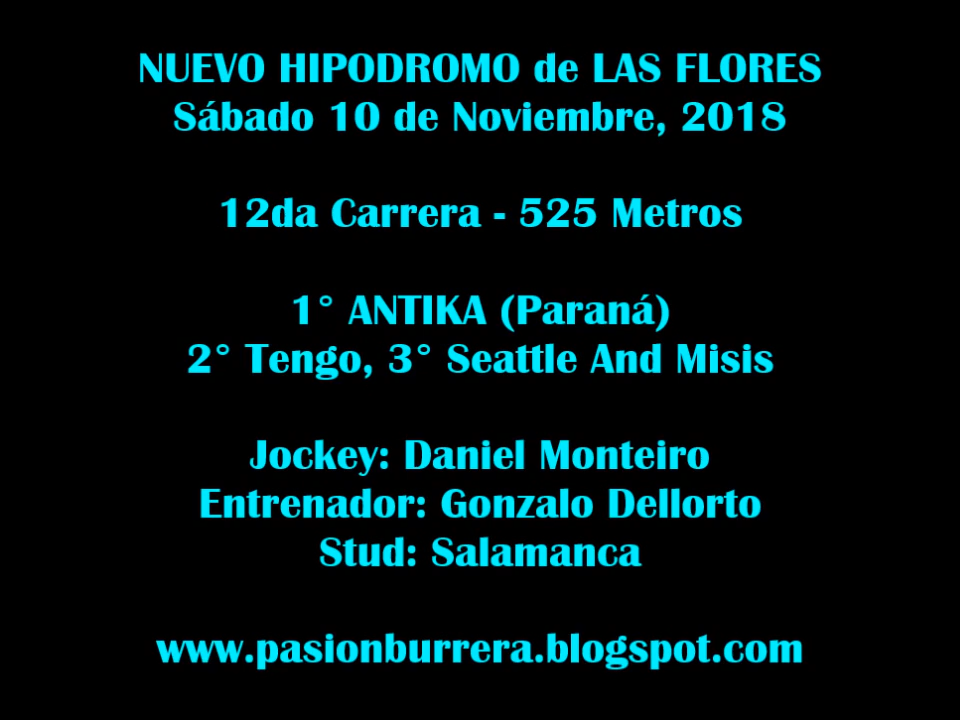 NUEVO HIPODROMO de LAS FLORES
Sábado 10 de Noviembre, 2018
12da Carrera - 525 Metros
1° ANTIKA (Paraná)
2° Tengo, 3° Seattle And Misis
Jockey: Daniel Monteiro
Entrenador: Gonzalo Dellorto
Stud: Salamanca
www.pasionburrera.blogspot.com